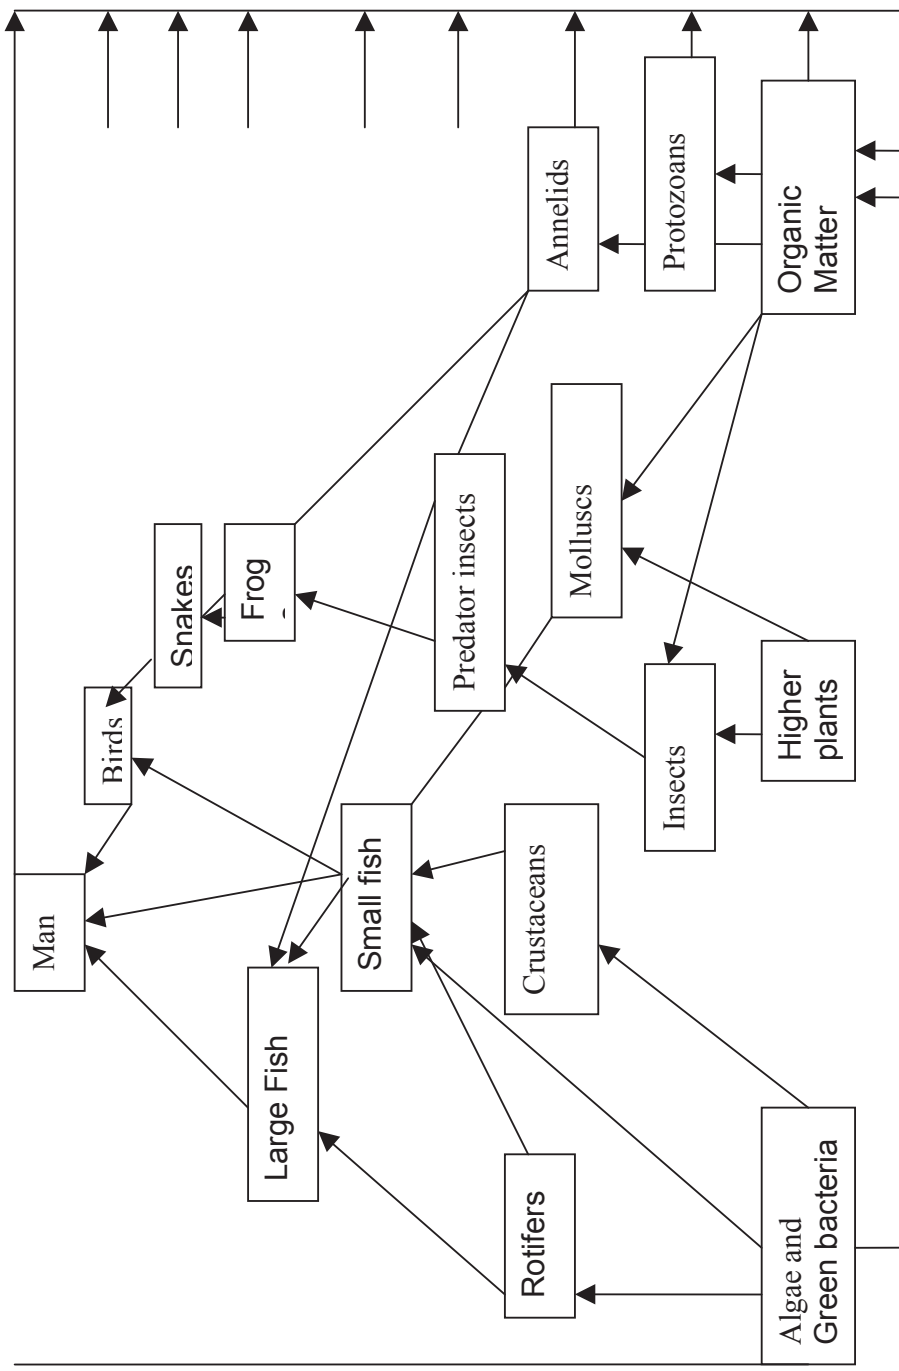 Man
Birds
Snakes
Frog
Large Fish
Small fish
Predator insects
Rotifers
Crustaceans
Annelids
Molluscs
Insects
Protozoans
Algae and
Green bacteria
Higher
plants
Organic
Matter